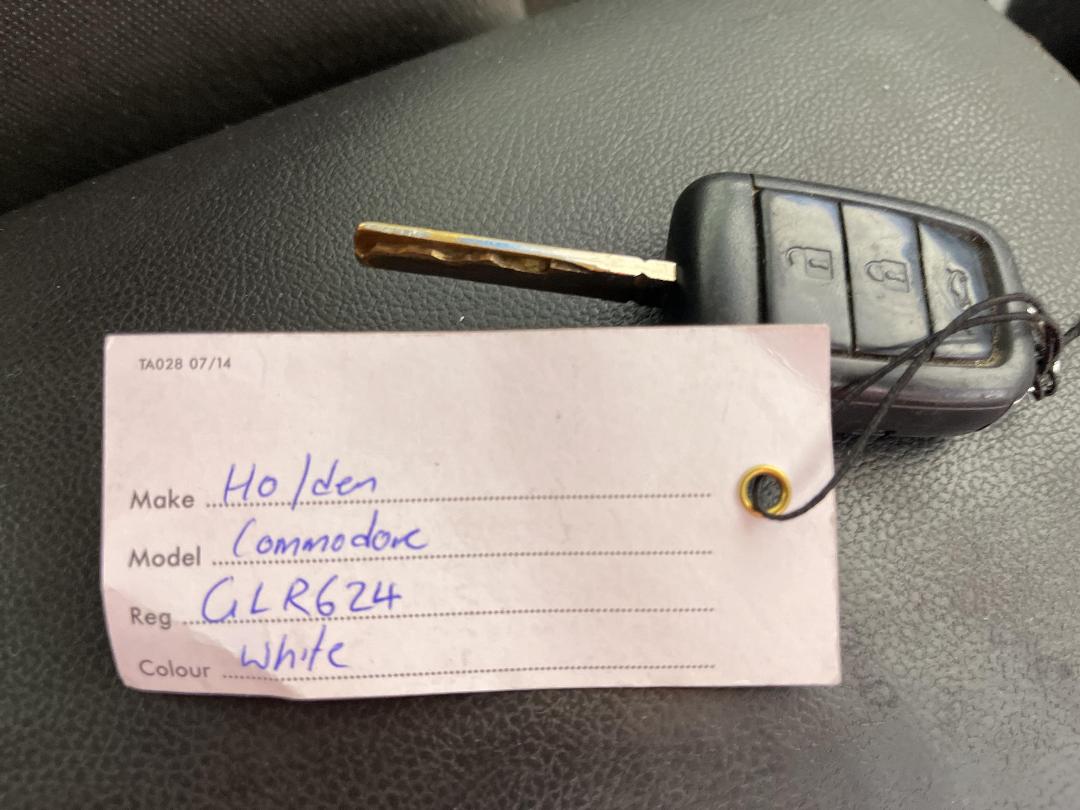 TA028 07/14
Make Holden
Model Commodore
Reg GLR624
Colour White